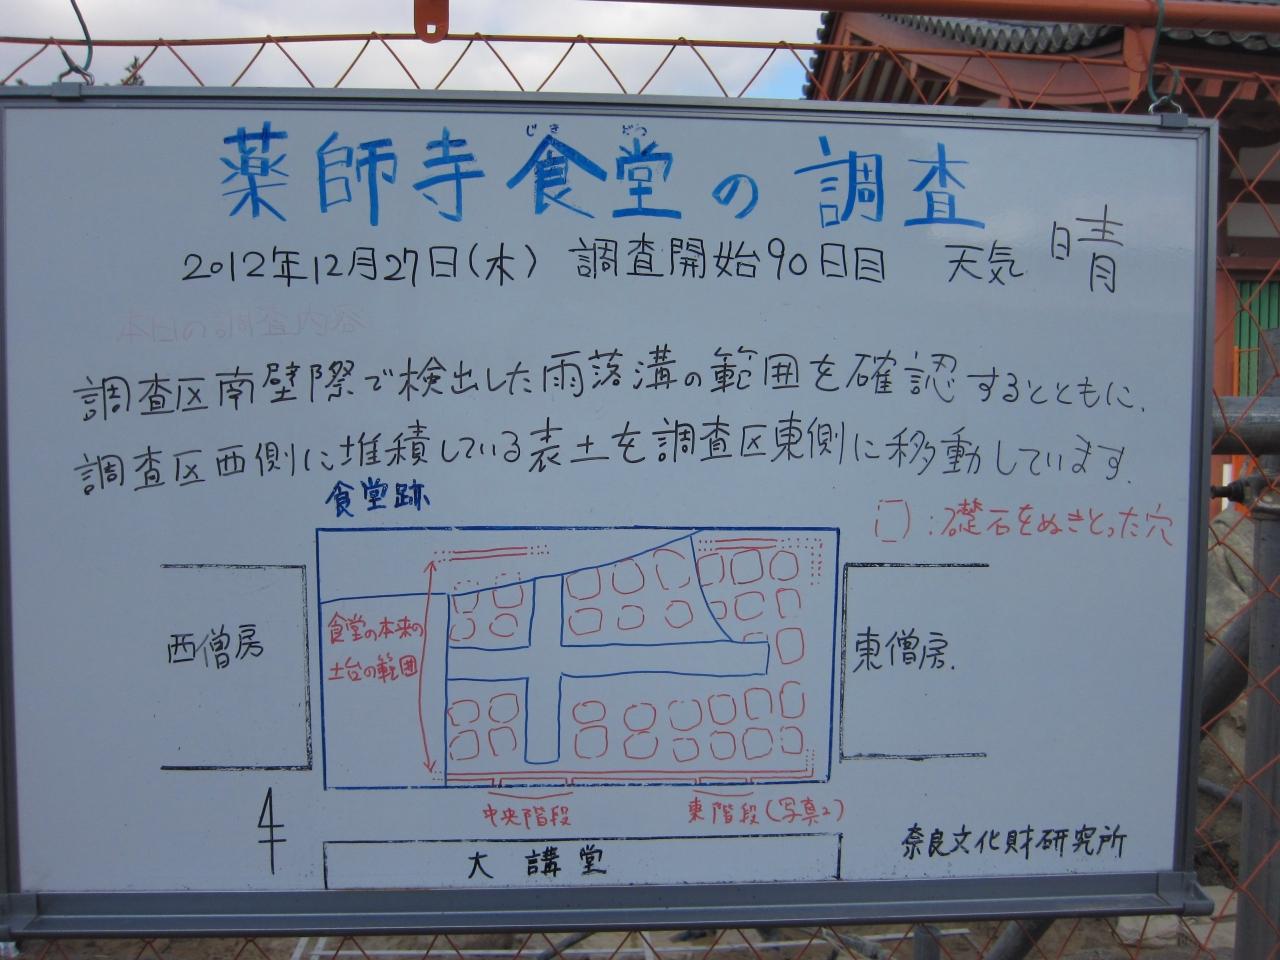 じき どう
薬師寺食堂の調査
2012年12月27日(木) 調査開始90日目 天気 晴
本日の調査内容
調査区南壁際で検出した雨落溝の範囲を確認するとともに、
調査区西側に堆積している表土を調査区東側に移動しています.
食堂跡
:礎石をぬきとった穴
食堂の本来の
土台の範囲
西僧房
東僧房.
中央階段
東階段(写真2)
大講堂
奈良文化財研究所